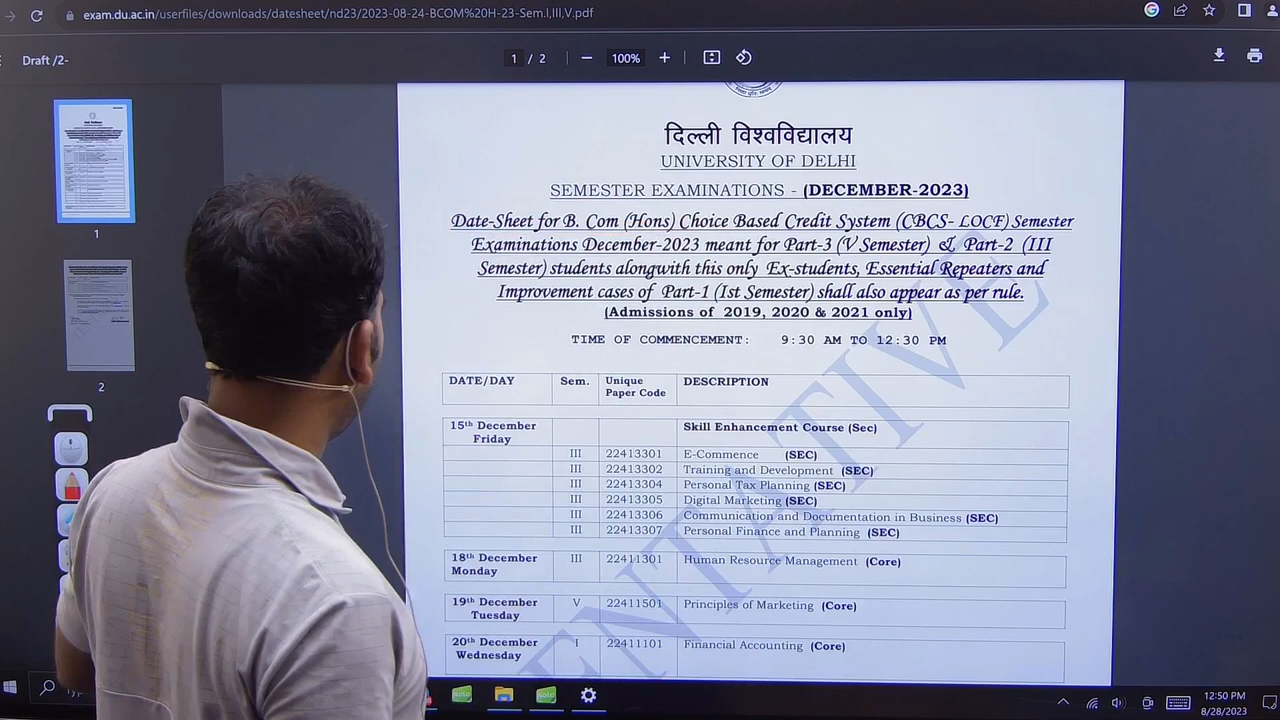 exam.du.ac.in/userfiles/downloads/datesheet/nd23/2023-08-24-BCOM%20H-23-Sem.I,III,V.pdf
Draft /2-
1 / 2
100%
1
2
दिल्ली विश्वविद्यालय
UNIVERSITY OF DELHI
SEMESTER EXAMINATIONS - (DECEMBER-2023)
Date-Sheet for B. Com (Hons) Choice Based Credit System (CBCS- LOCF) Semester
Examinations December-2023 meant for Part-3 (V Semester) & Part-2 (III
Semester) students alongwith this only Ex-students, Essential Repeaters and
Improvement cases of Part-1 (Ist Semester) shall also appear as per rule.
(Admissions of 2019, 2020 & 2021 only)
TIME OF COMMENCEMENT: 9:30 AM TO 12:30 PM
DATE/DAY Sem. Unique Paper Code DESCRIPTION
15th December Friday Skill Enhancement Course (Sec)
III 22413301 E-Commence (SEC)
III 22413302 Training and Development (SEC)
III 22413304 Personal Tax Planning (SEC)
III 22413305 Digital Marketing (SEC)
III 22413306 Communication and Documentation in Business (SEC)
III 22413307 Personal Finance and Planning (SEC)
18th December Monday III 22411301 Human Resource Management (Core)
19th December Tuesday V 22411501 Principles of Marketing (Core)
20th December Wednesday I 22411101 Financial Accounting (Core)
ENTATIVE
12:50 PM
8/28/2023